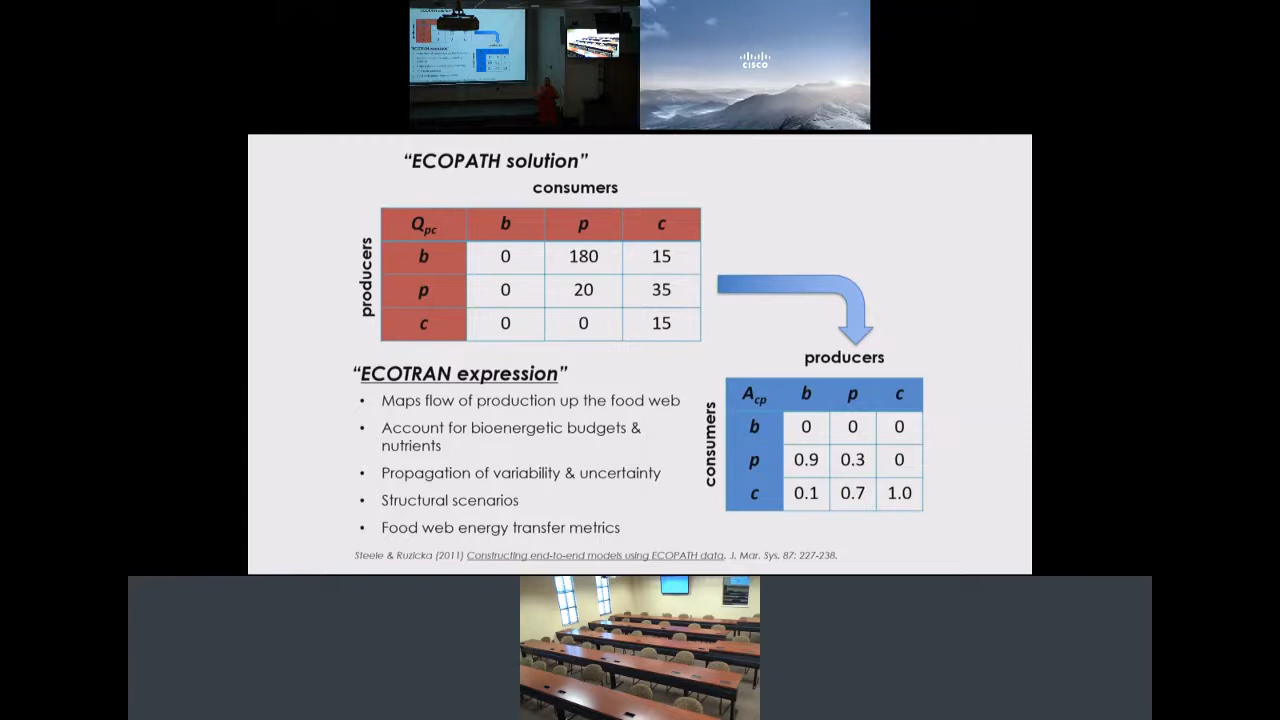 CISCO
“ECOPATH solution”
consumers
producers
Qpc b p c
b 0 180 15
p 0 20 35
c 0 0 15
“ECOTRAN expression”
• Maps flow of production up the food web
• Account for bioenergetic budgets &
nutrients
• Propagation of variability & uncertainty
• Structural scenarios
• Food web energy transfer metrics
producers
consumers
Acp b p c
b 0 0 0
p 0.9 0.3 0
c 0.1 0.7 1.0
Steele & Ruzicka (2011) Constructing end-to-end models using ECOPATH data. J. Mar. Sys. 87: 227-238.